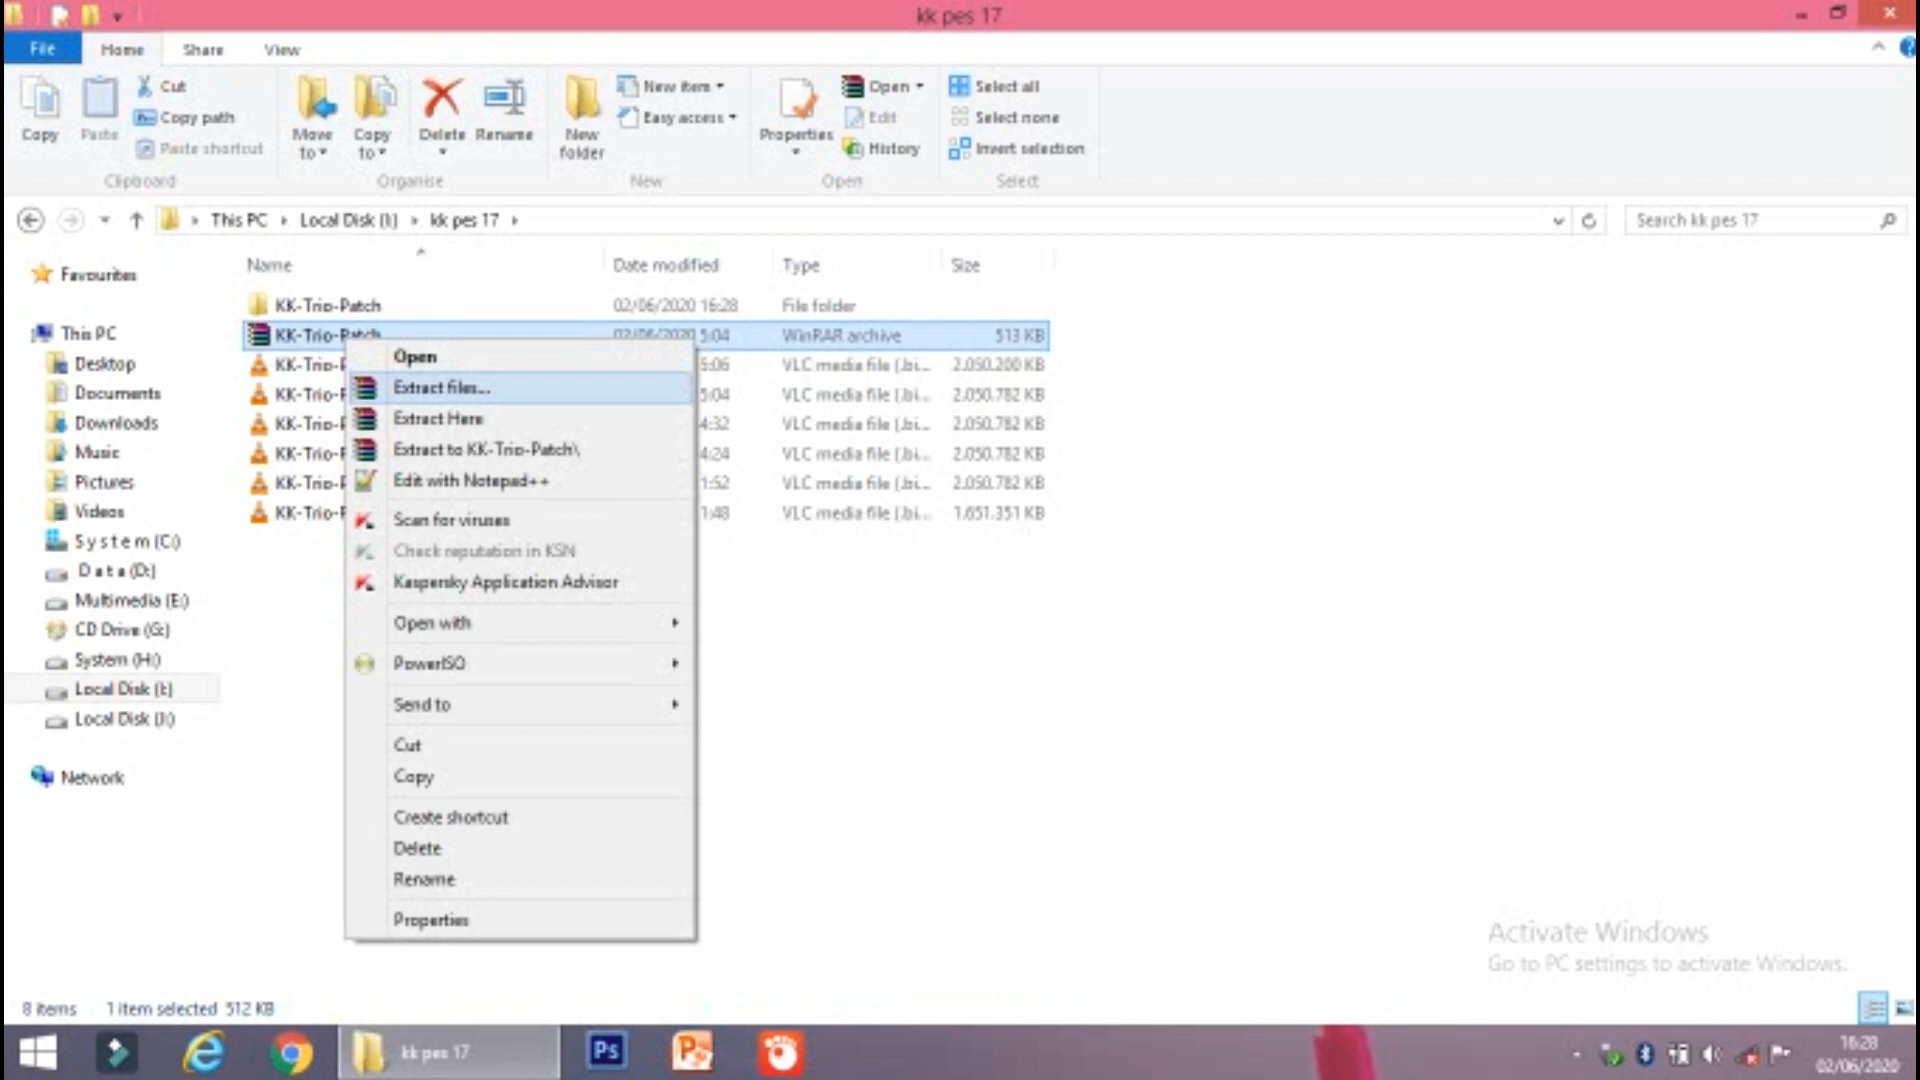 kk pes 17
File Home Share View
Copy
Paste
Cut
Copy path
Paste shortcut
Clipboard
Move to
Copy to
Delete
Rename
Organise
New folder
New item
Easy access
New
Properties
Open
Edit
History
Open
Select all
Select none
Invert selection
Select
This PC Local Disk (I:) kk pes 17
Search kk pes 17
Name Date modified Type Size
KK-Trio-Patch 02/06/2020 16:28 File folder
KK-Trio-Patch 02/06/2020 5:04 WinRAR archive 513 KB
KK-Trio-P 5:06 VLC media file (.bi... 2.050.200 KB
KK-Trio-P 5:04 VLC media file (.bi... 2.050.782 KB
KK-Trio-P 4:32 VLC media file (.bi... 2.050.782 KB
KK-Trio-P 4:24 VLC media file (.bi... 2.050.782 KB
KK-Trio-P 1:52 VLC media file (.bi... 2.050.782 KB
KK-Trio-P 1:48 VLC media file (.bi... 1.651.351 KB
Favourites
This PC
Desktop
Documents
Downloads
Music
Pictures
Videos
S y s t e m (C:)
D a t a (D:)
Multimedia (E:)
CD Drive (G:)
System (H:)
Local Disk (I:)
Local Disk (J:)
Network
Open
Extract files...
Extract Here
Extract to KK-Trio-Patch\
Edit with Notepad++
Scan for viruses
Check reputation in KSN
Kaspersky Application Advisor
Open with
PowerISO
Send to
Cut
Copy
Create shortcut
Delete
Rename
Properties
Activate Windows
Go to PC settings to activate Windows.
8 items 1 item selected 512 KB
kk pes 17
Ps
16:28
02/06/2020